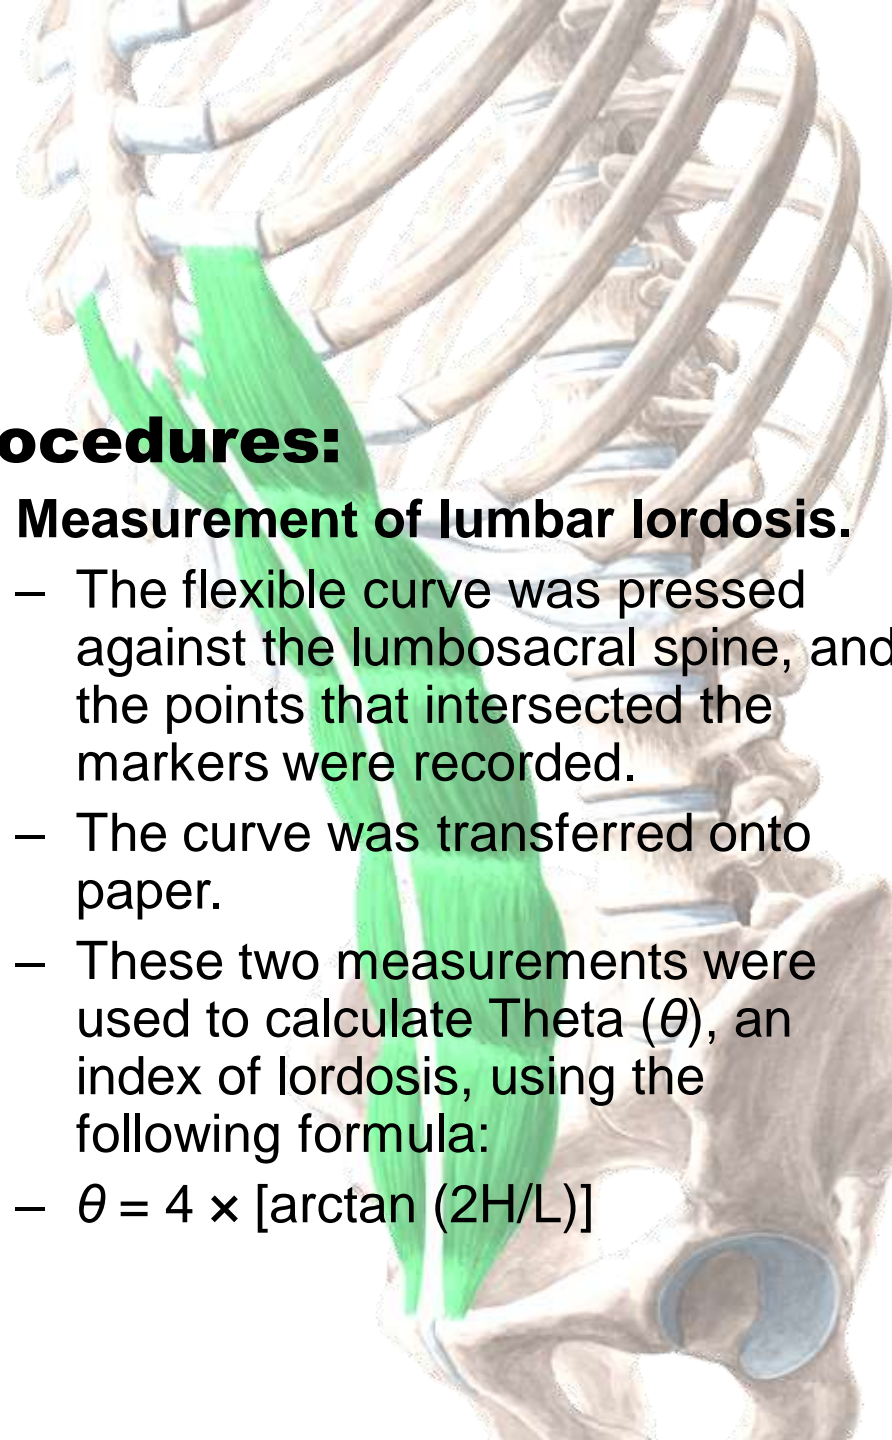 ocedures:
Measurement of lumbar lordosis.
– The flexible curve was pressed
against the lumbosacral spine, and
the points that intersected the
markers were recorded.
– The curve was transferred onto
paper.
– These two measurements were
used to calculate Theta (θ), an
index of lordosis, using the
following formula:
– θ = 4 × [arctan (2H/L)]